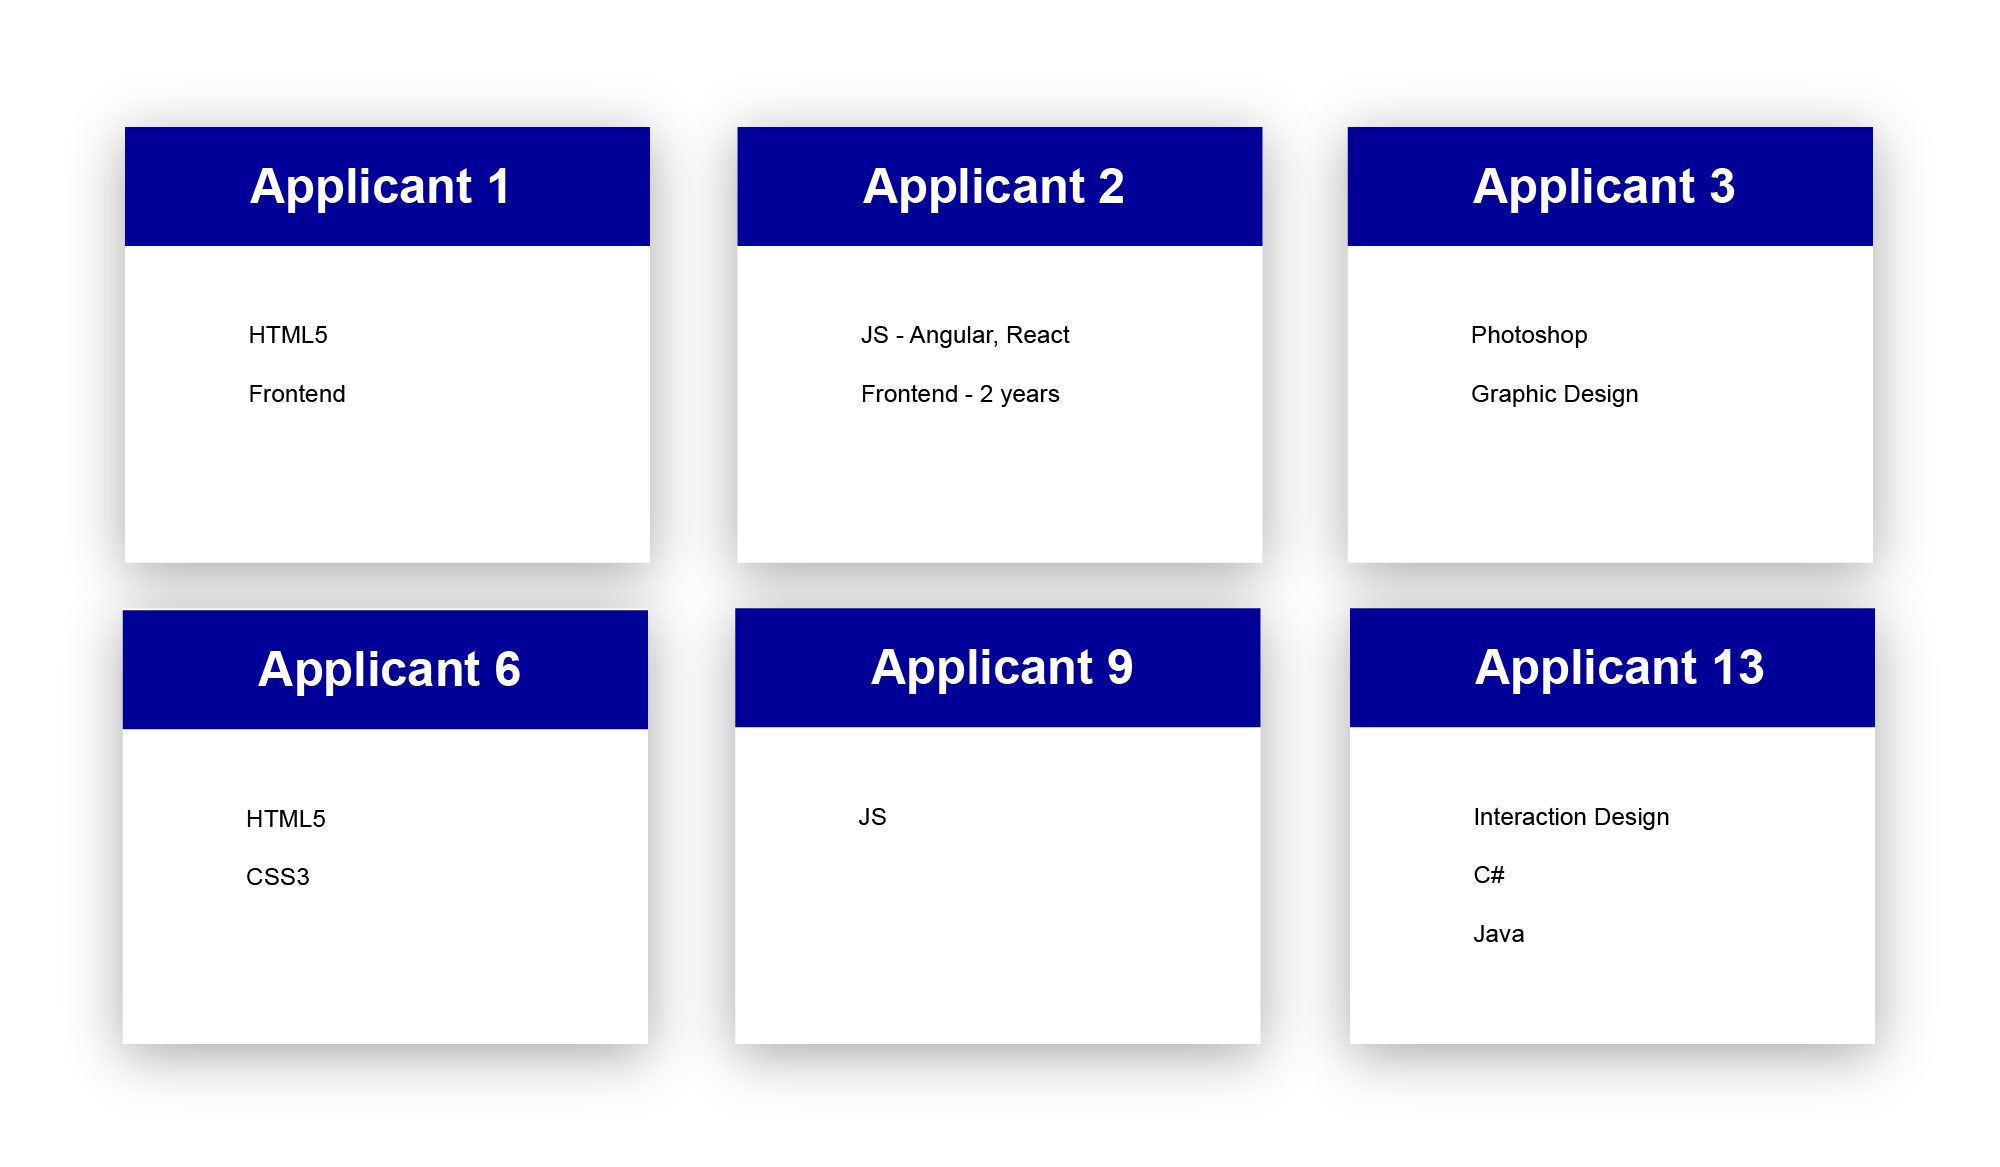 Applicant 1
HTML5
Frontend
Applicant 2
JS - Angular, React
Frontend - 2 years
Applicant 3
Photoshop
Graphic Design
Applicant 6
HTML5
CSS3
Applicant 9
JS
Applicant 13
Interaction Design
C#
Java